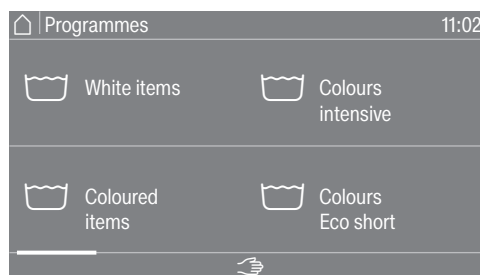 Programmes
11:02
White items
Colours
intensive
Coloured
items
Colours
Eco short